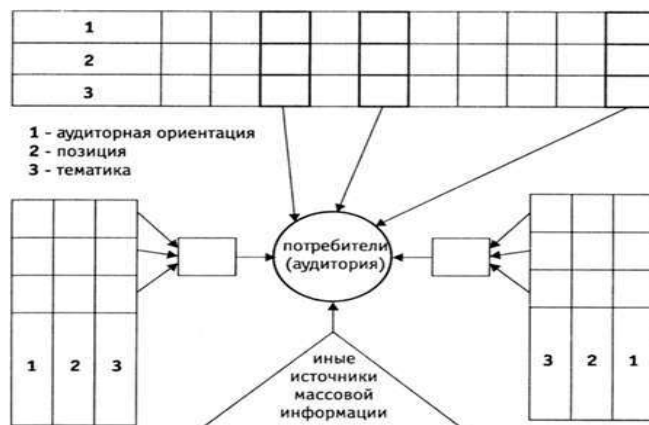 1
2
3
1 - аудиторная ориентация
2 - позиция
3 - тематика
потребители
(аудитория)
1 2 3
3 2 1
иные
источники
массовой
информации